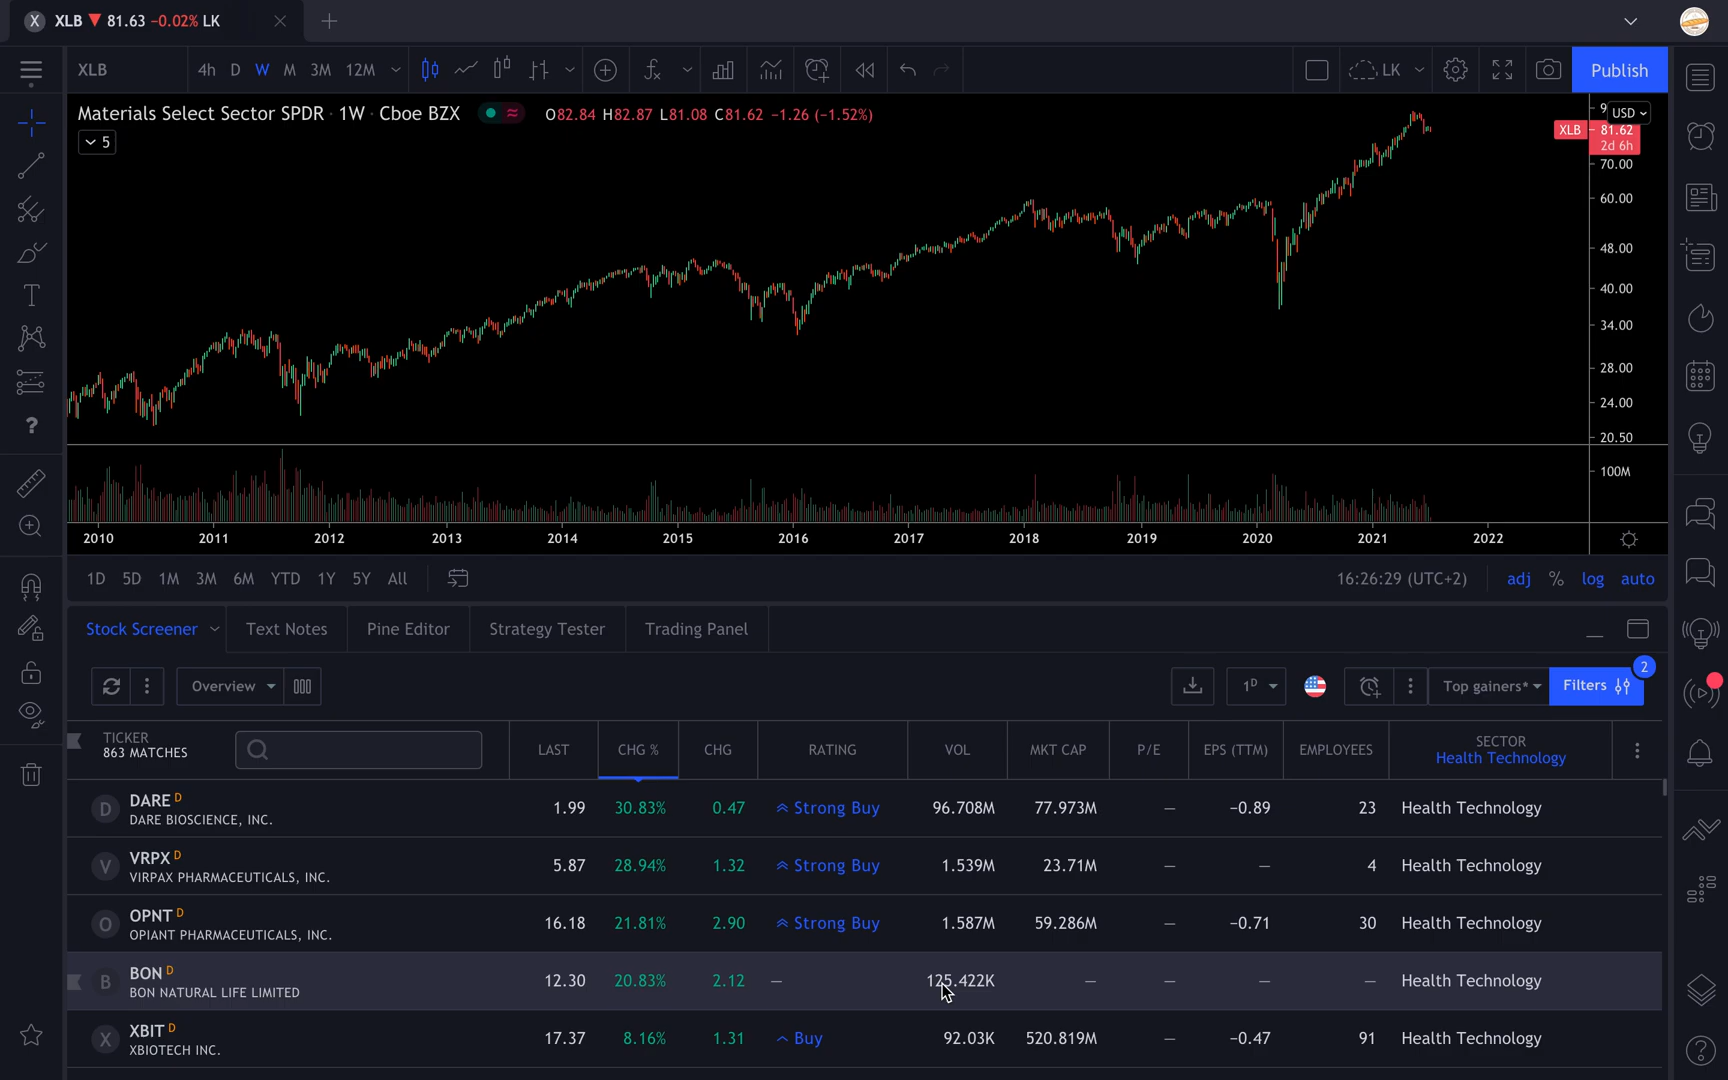 X XLB 81.63 −0.02% LK
XLB 4h D W M 3M 12M LK Publish
Materials Select Sector SPDR · 1W · Cboe BZX O82.84 H82.87 L81.08 C81.62 −1.26 (−1.52%)
5
USD
XLB 81.62
2d 6h
70.00
60.00
48.00
40.00
34.00
28.00
24.00
20.50
100M
2010 2011 2012 2013 2014 2015 2016 2017 2018 2019 2020 2021 2022
1D 5D 1M 3M 6M YTD 1Y 5Y All 16:26:29 (UTC+2) adj % log auto
Stock Screener Text Notes Pine Editor Strategy Tester Trading Panel
Overview 1D Top gainers* Filters 2
TICKER
863 MATCHES
LAST CHG % CHG RATING VOL MKT CAP P/E EPS (TTM) EMPLOYEES SECTOR
Health Technology
D DARE D 1.99 30.83% 0.47 Strong Buy 96.708M 77.973M — −0.89 23 Health Technology
DARE BIOSCIENCE, INC.
V VRPX D 5.87 28.94% 1.32 Strong Buy 1.539M 23.71M — — 4 Health Technology
VIRPAX PHARMACEUTICALS, INC.
O OPNT D 16.18 21.81% 2.90 Strong Buy 1.587M 59.286M — −0.71 30 Health Technology
OPIANT PHARMACEUTICALS, INC.
B BON D 12.30 20.83% 2.12 — 125.422K — — — — Health Technology
BON NATURAL LIFE LIMITED
X XBIT D 17.37 8.16% 1.31 Buy 92.03K 520.819M — −0.47 91 Health Technology
XBIOTECH INC.